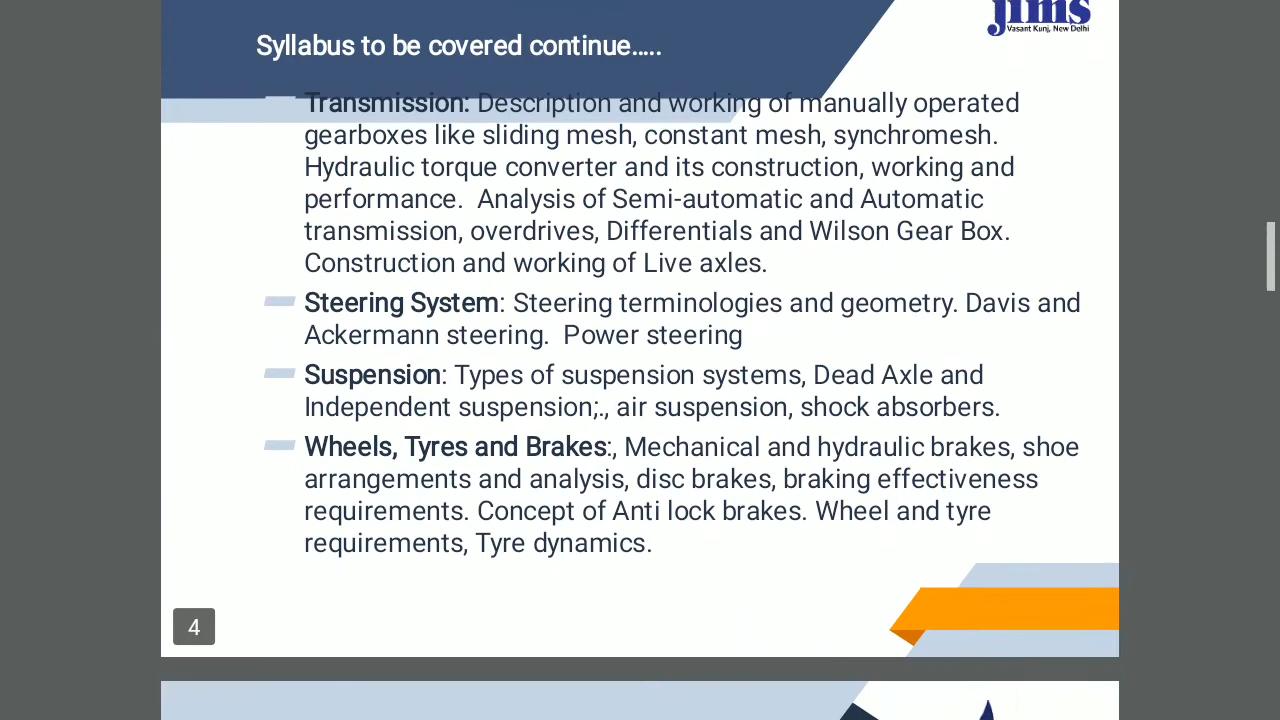 jims
Vasant Kunj, New Delhi
Syllabus to be covered continue.....
Transmission: Description and working of manually operated
gearboxes like sliding mesh, constant mesh, synchromesh.
Hydraulic torque converter and its construction, working and
performance.  Analysis of Semi-automatic and Automatic
transmission, overdrives, Differentials and Wilson Gear Box.
Construction and working of Live axles.
Steering System: Steering terminologies and geometry. Davis and
Ackermann steering.  Power steering
Suspension: Types of suspension systems, Dead Axle and
Independent suspension;., air suspension, shock absorbers.
Wheels, Tyres and Brakes:, Mechanical and hydraulic brakes, shoe
arrangements and analysis, disc brakes, braking effectiveness
requirements. Concept of Anti lock brakes. Wheel and tyre
requirements, Tyre dynamics.
4